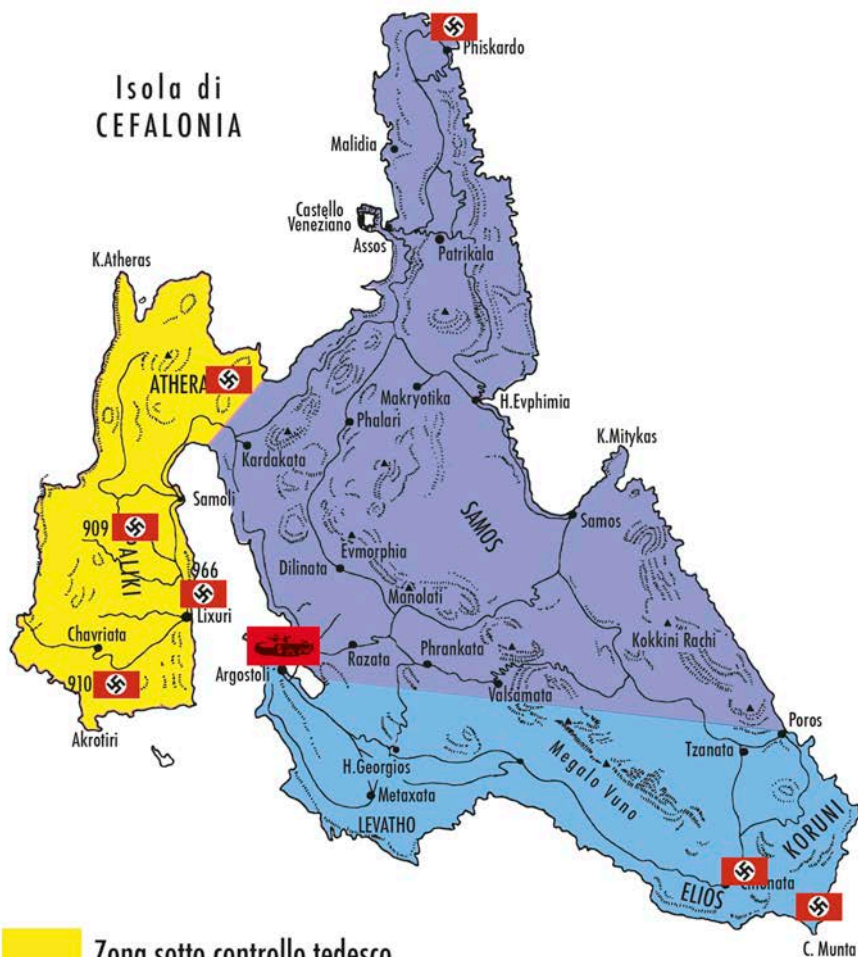 Isola di
CEFALONIA
Phiskardo
Malidia
Castello
Veneziano
Assos
Patrikala
K.Atheras
ATHERA
Makryotika
H.Evphimia
Phalari
Kardakata
K.Mitykas
Samoli
SAMOS
Samos
909
PALIKI
Evmorphia
966
Dilinata
Manolati
Lixuri
Chavriata
Kokkini Rachi
Razata
Phrankata
Argostoli
910
Valsamata
Akrotiri
Poros
Tzanata
H.Georgios
Megalo Vuno
Metaxata
LEVATHO
KORUNI
ELIOS
C. Munta
Zona sotto controllo tedesco